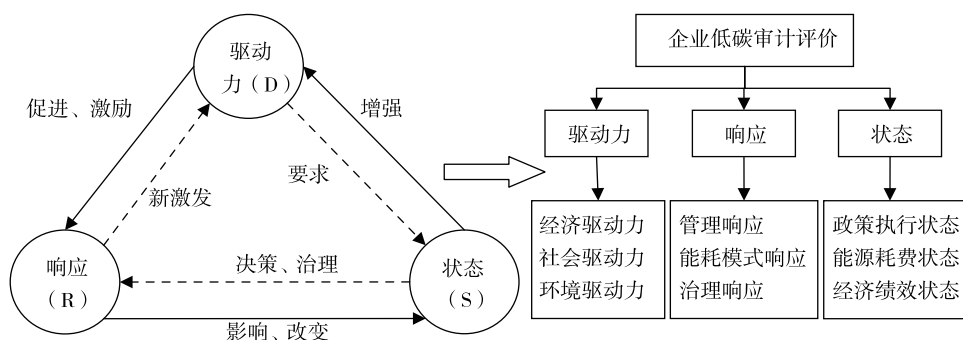 驱动
力(D)
促进、激励
增强
新激发
要求
响应
(R)
决策、治理
状态
(S)
影响、改变
企业低碳审计评价
驱动力
响应
状态
经济驱动力
社会驱动力
环境驱动力
管理响应
能耗模式响应
治理响应
政策执行状态
能源耗费状态
经济绩效状态